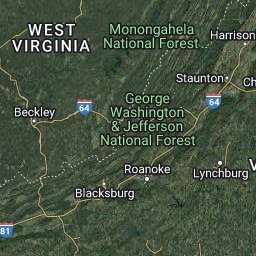 WEST
VIRGINIA
Monongahela
National Forest
Harrison
Staunton
Ch
64
George
Washington
& Jefferson
National Forest
64
Beckley
Roanoke
Lynchburg
V
Blacksburg
81